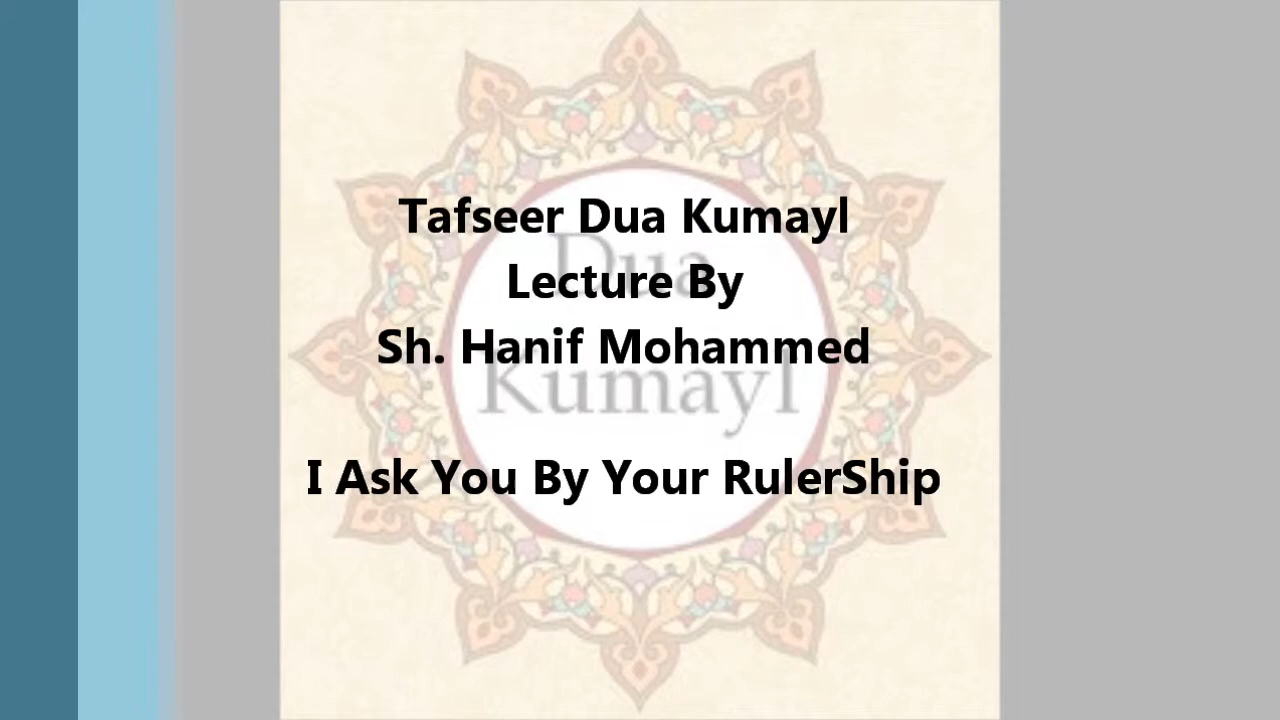 Tafseer Dua Kumayl
Lecture By
Sh. Hanif Mohammed
I Ask You By Your RulerShip
Dua
Kumayl